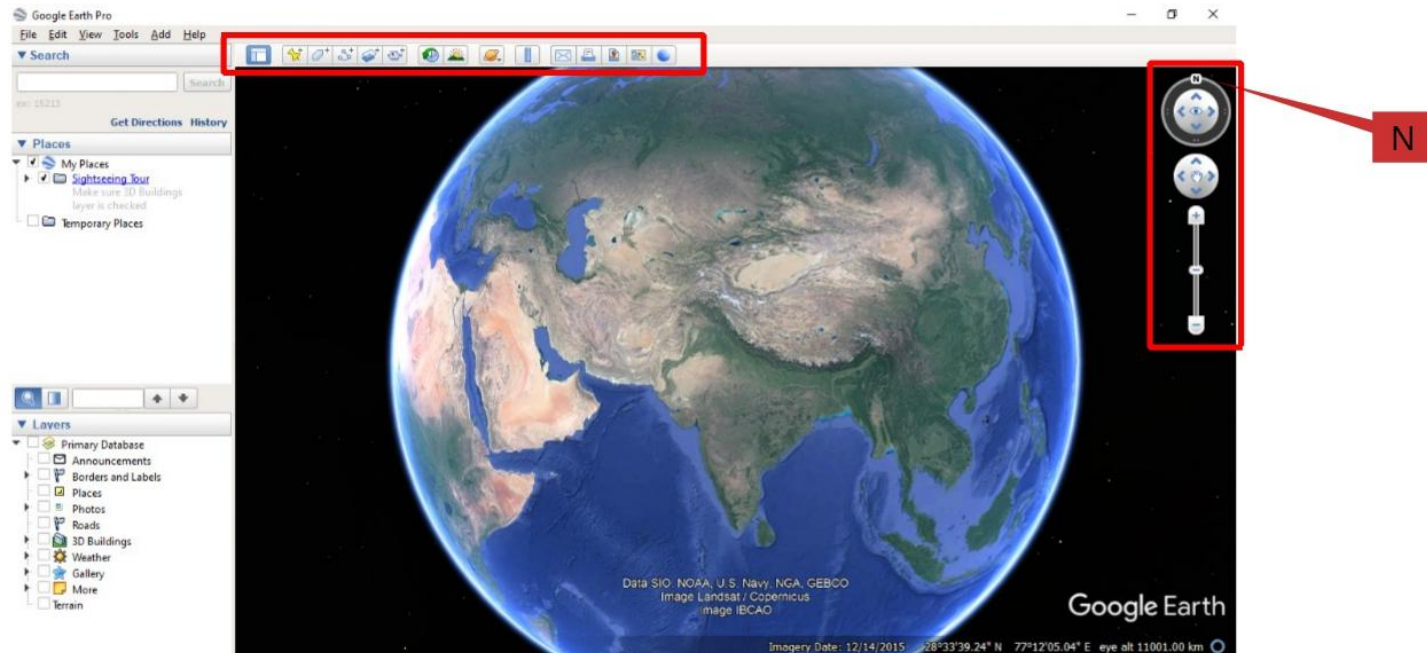 Google Earth Pro
File Edit View Tools Add Help
Search
Search
ex: 15213
Get Directions History
Places
My Places
Sightseeing Tour
Make sure 3D Buildings
layer is checked
Temporary Places
Layers
Primary Database
Announcements
Borders and Labels
Places
Photos
Roads
3D Buildings
Weather
Gallery
More
Terrain
N
N
Data SIO, NOAA, U.S. Navy, NGA, GEBCO
Image Landsat / Copernicus
Image IBCAO
Google Earth
Imagery Date: 12/14/2015 28°33'39.24" N 77°12'05.04" E eye alt 11001.00 km